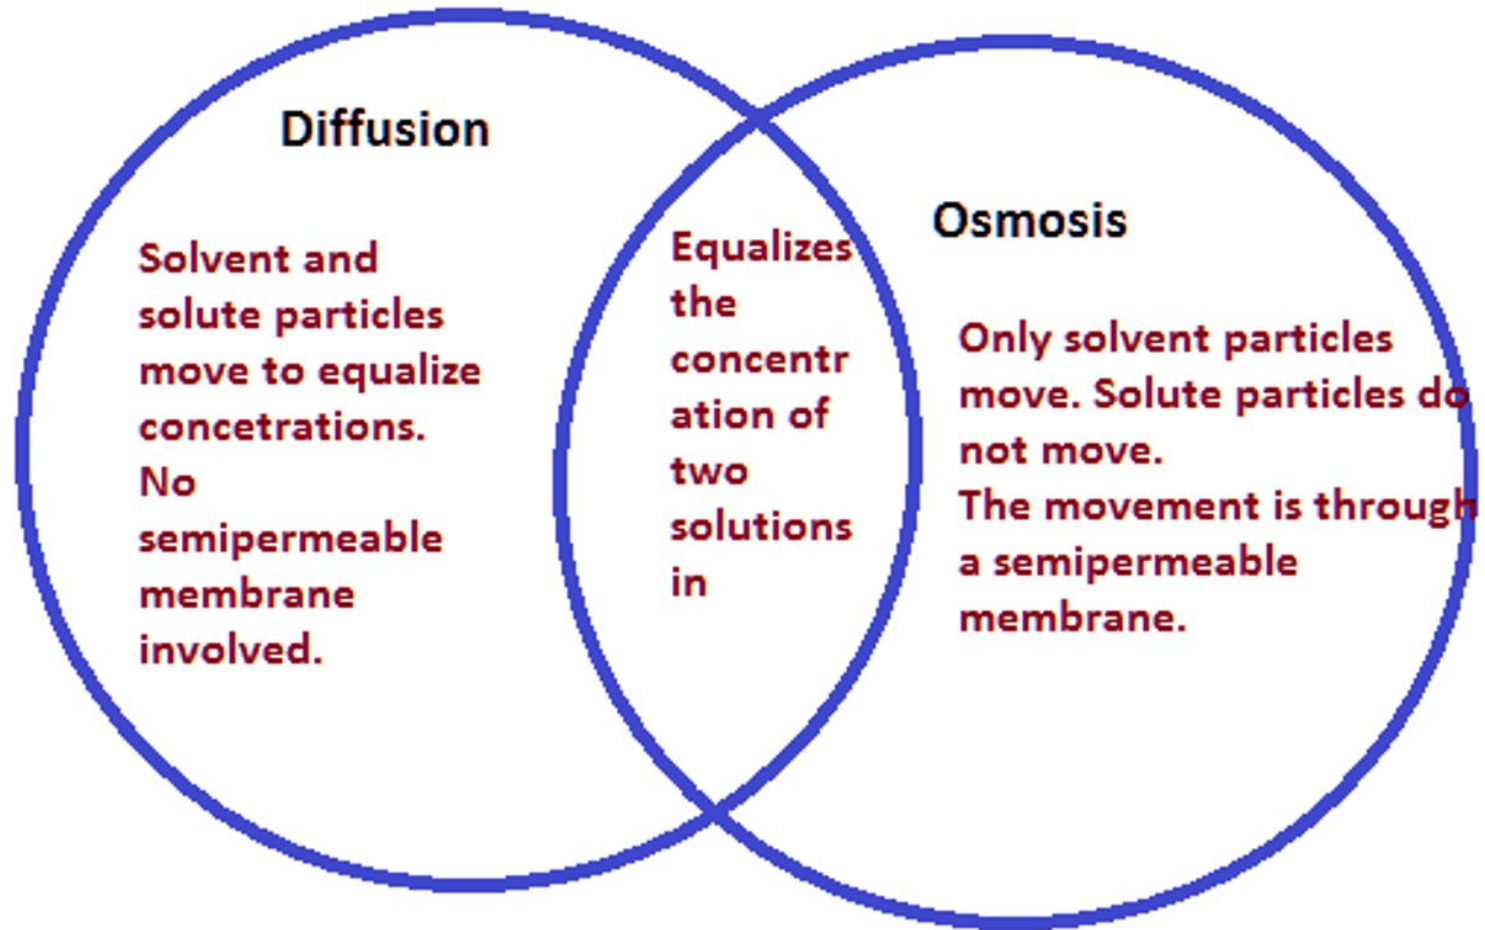 Diffusion
Solvent and
solute particles
move to equalize
concetrations.
No
semipermeable
membrane
involved.
Equalizes
the
concentr
ation of
two
solutions
in
Osmosis
Only solvent particles
move. Solute particles do
not move.
The movement is through
a semipermeable
membrane.